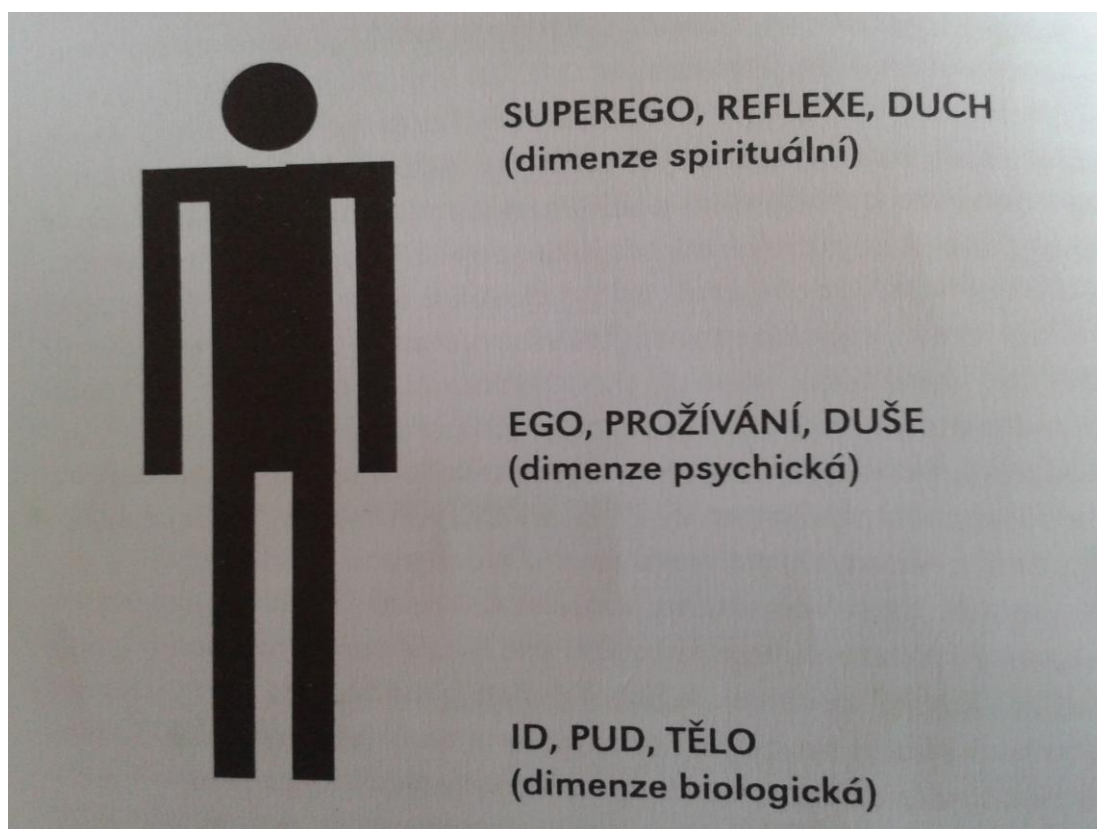 SUPEREGO, REFLEXE, DUCH
(dimenze spirituální)
EGO, PROŽÍVÁNÍ, DUŠE
(dimenze psychická)
ID, PUD, TĚLO
(dimenze biologická)